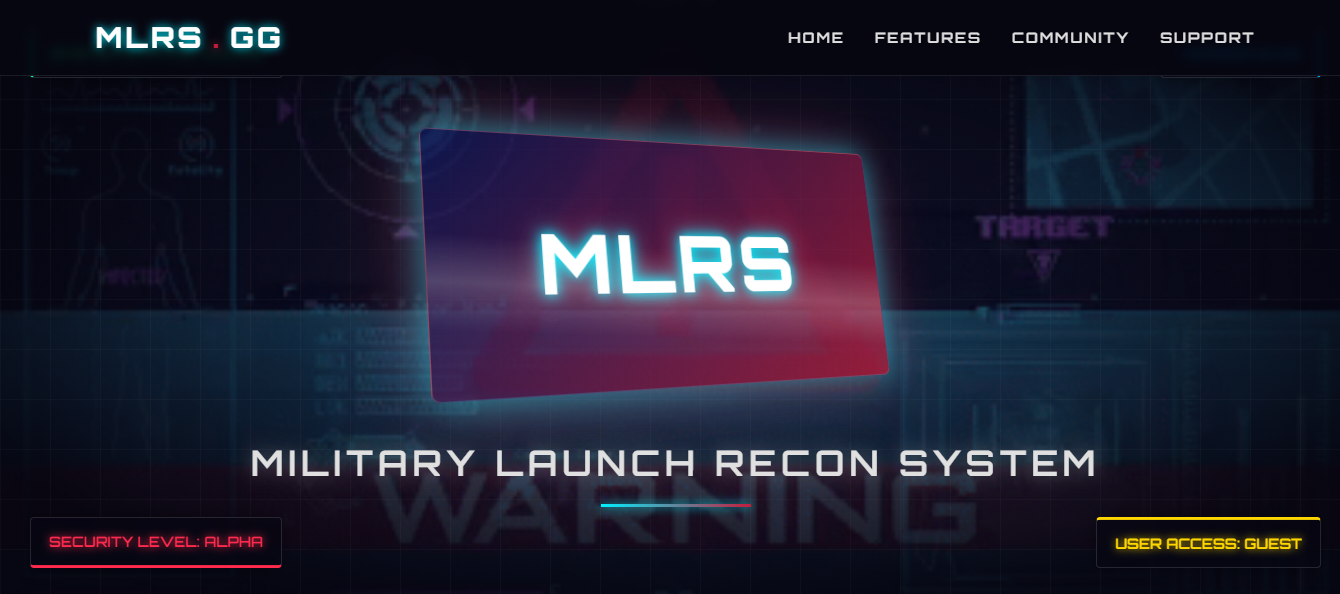 MLRS . GG
HOME FEATURES COMMUNITY SUPPORT
TARGET
MLRS
MILITARY LAUNCH RECON SYSTEM
WARNING
SECURITY LEVEL: ALPHA
USER ACCESS: GUEST